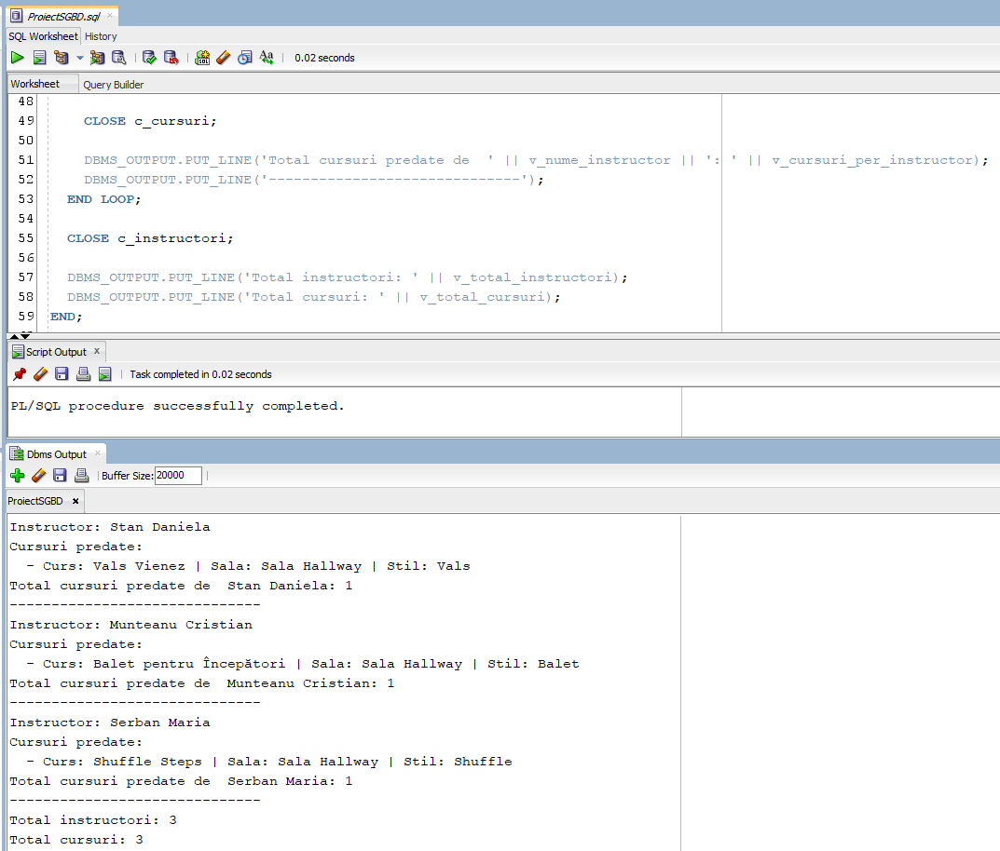 ProiectSGBD.sql
SQL Worksheet History
0.02 seconds
Worksheet Query Builder
48
49 CLOSE c_cursuri;
50
51 DBMS_OUTPUT.PUT_LINE('Total cursuri predate de  ' || v_nume_instructor || ': ' || v_cursuri_per_instructor);
52 DBMS_OUTPUT.PUT_LINE('------------------------------');
53 END LOOP;
54
55 CLOSE c_instructori;
56
57 DBMS_OUTPUT.PUT_LINE('Total instructori: ' || v_total_instructori);
58 DBMS_OUTPUT.PUT_LINE('Total cursuri: ' || v_total_cursuri);
59 END;
Script Output
Task completed in 0.02 seconds
PL/SQL procedure successfully completed.
Dbms Output
Buffer Size: 20000
ProiectSGBD
Instructor: Stan Daniela
Cursuri predate:
- Curs: Vals Vienez | Sala: Sala Hallway | Stil: Vals
Total cursuri predate de  Stan Daniela: 1
------------------------------
Instructor: Munteanu Cristian
Cursuri predate:
- Curs: Balet pentru Începători | Sala: Sala Hallway | Stil: Balet
Total cursuri predate de  Munteanu Cristian: 1
------------------------------
Instructor: Serban Maria
Cursuri predate:
- Curs: Shuffle Steps | Sala: Sala Hallway | Stil: Shuffle
Total cursuri predate de  Serban Maria: 1
------------------------------
Total instructori: 3
Total cursuri: 3